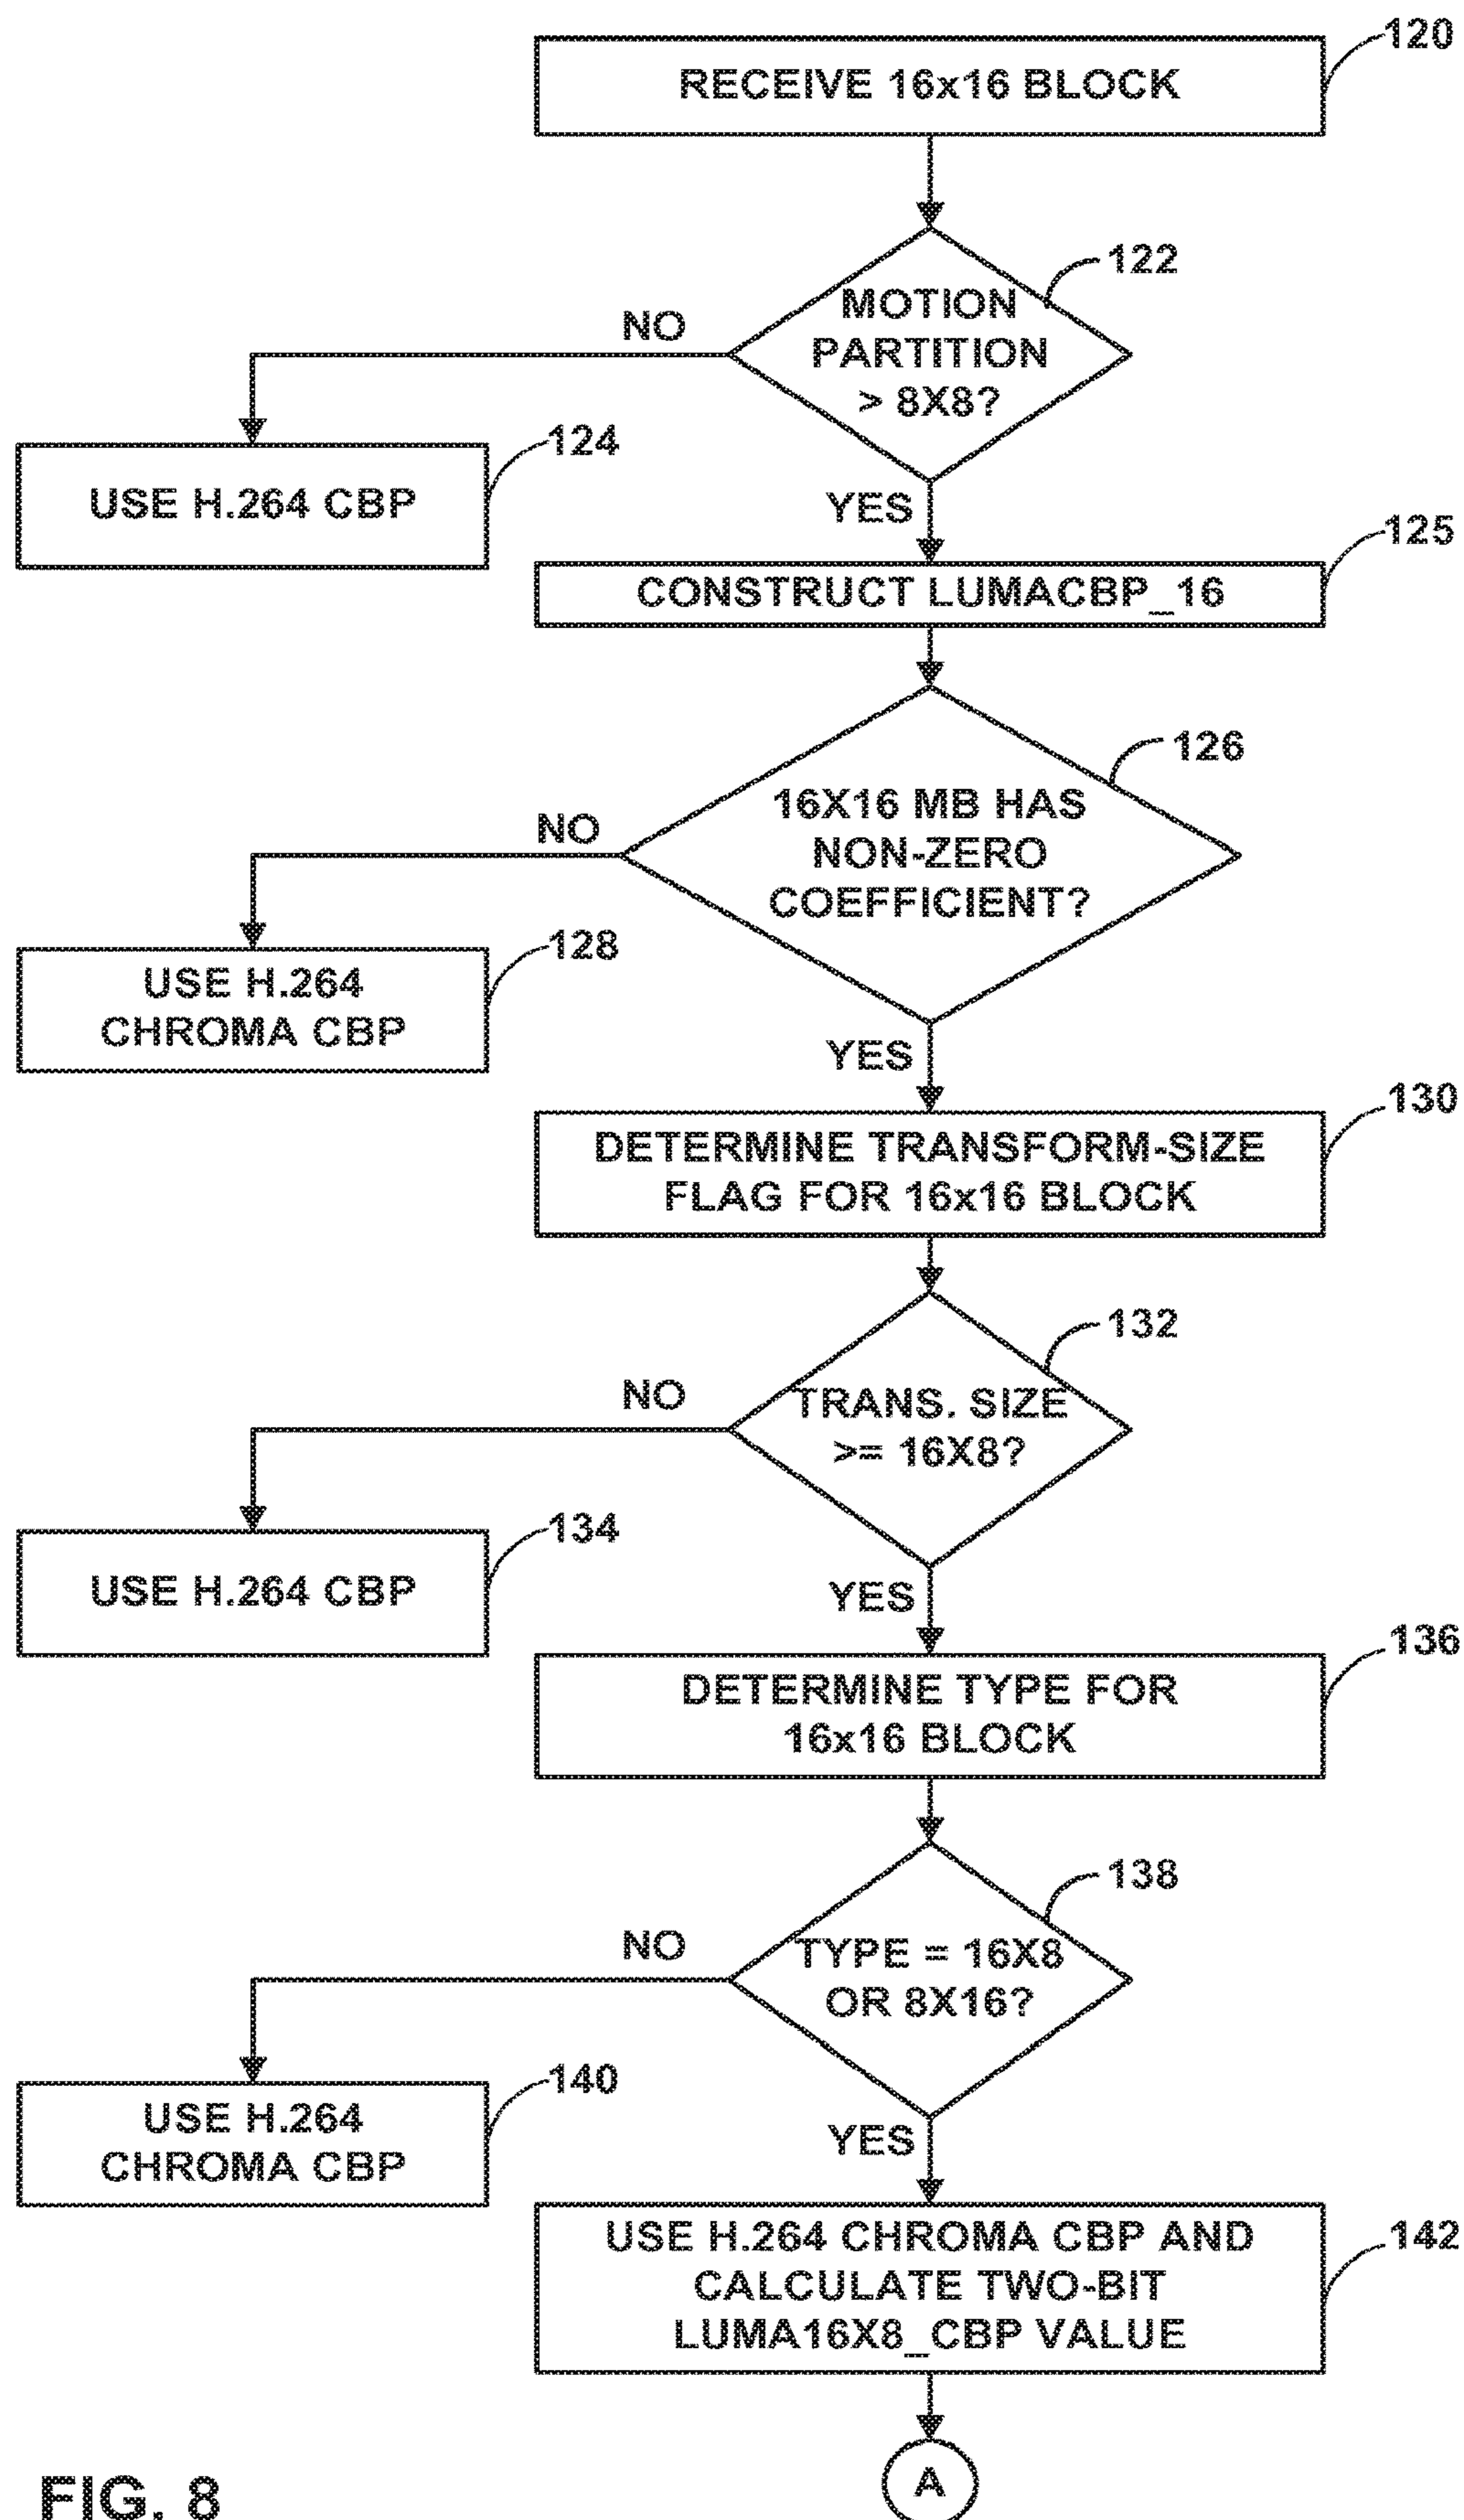 120
RECEIVE 16x16 BLOCK
122
MOTION
PARTITION
> 8X8?
NO
124
USE H.264 CBP
YES
125
CONSTRUCT LUMACBP_16
126
16X16 MB HAS
NON-ZERO
COEFFICIENT?
NO
128
USE H.264
CHROMA CBP
YES
130
DETERMINE TRANSFORM-SIZE
FLAG FOR 16x16 BLOCK
132
TRANS. SIZE
>= 16X8?
NO
134
USE H.264 CBP
YES
136
DETERMINE TYPE FOR
16x16 BLOCK
138
TYPE = 16X8
OR 8X16?
NO
140
USE H.264
CHROMA CBP
YES
142
USE H.264 CHROMA CBP AND
CALCULATE TWO-BIT
LUMA16X8_CBP VALUE
A
FIG. 8